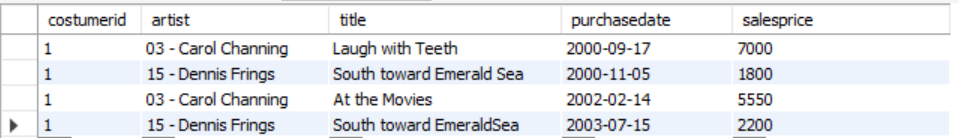 costumerid artist title purchasedate salesprice
1 03 - Carol Channing Laugh with Teeth 2000-09-17 7000
1 15 - Dennis Frings South toward Emerald Sea 2000-11-05 1800
1 03 - Carol Channing At the Movies 2002-02-14 5550
1 15 - Dennis Frings South toward EmeraldSea 2003-07-15 2200